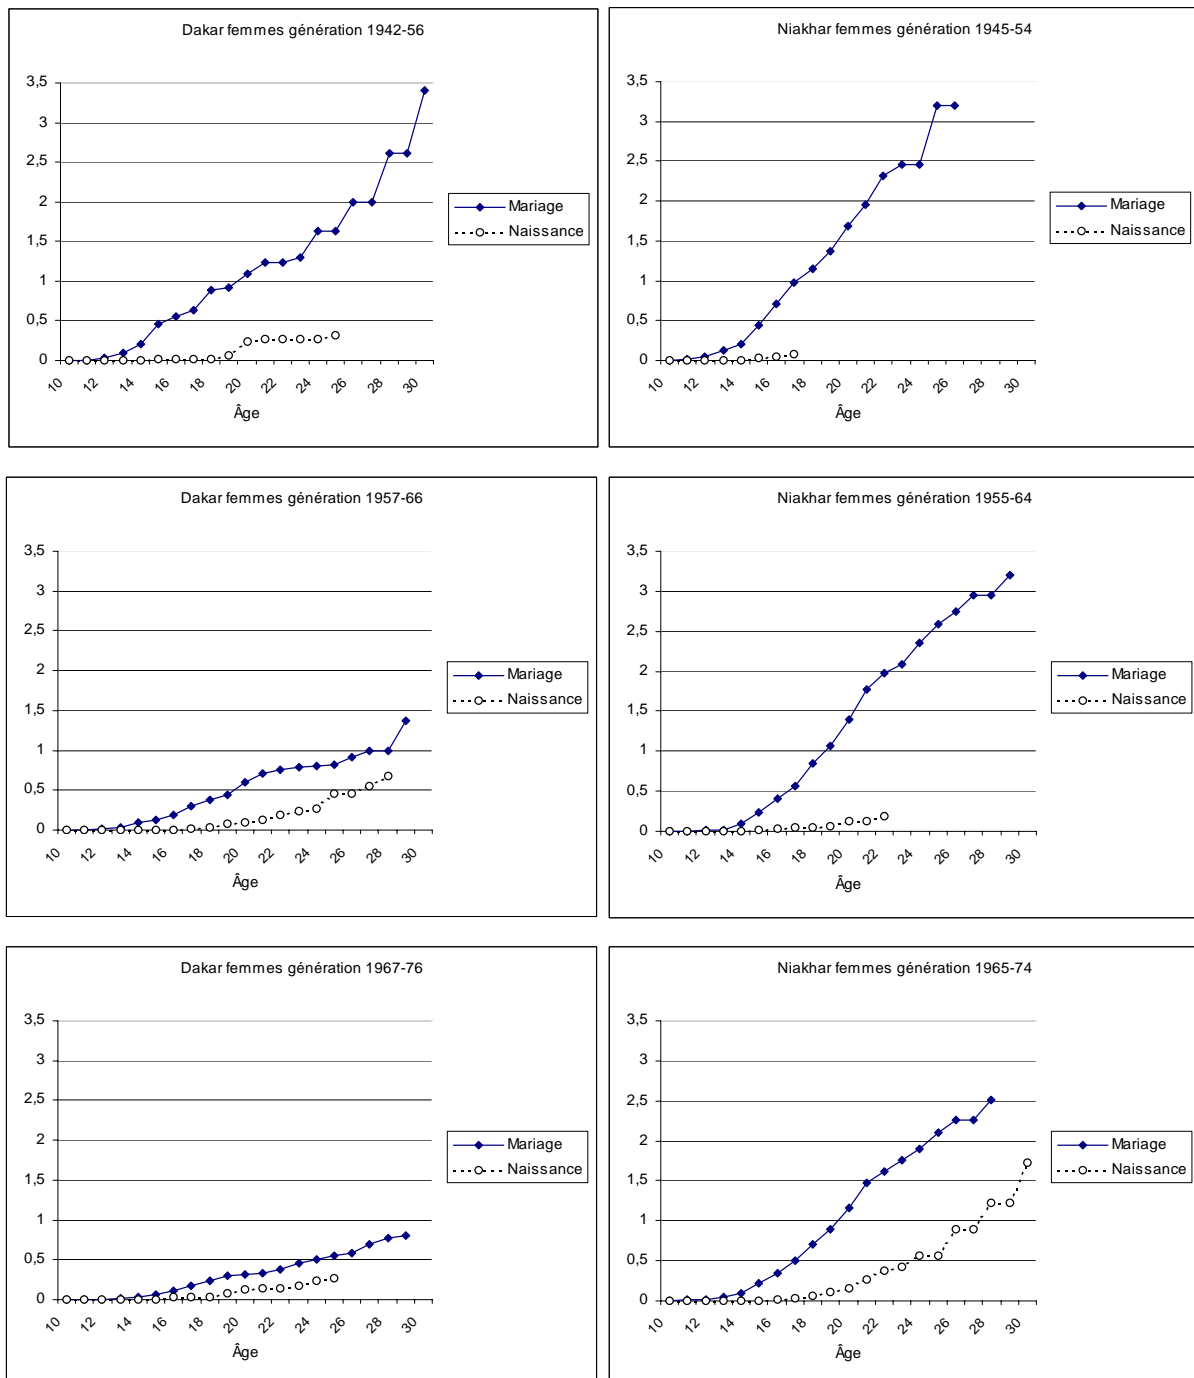 Dakar femmes génération 1942-56
3,5
3
2,5
2
1,5
1
0,5
0
10 12 14 16 18 20 22 24 26 28 30
Âge
Mariage
Naissance
Niakhar femmes génération 1945-54
3,5
3
2,5
2
1,5
1
0,5
0
10 12 14 16 18 20 22 24 26 28 30
Âge
Mariage
Naissance
Dakar femmes génération 1957-66
3,5
3
2,5
2
1,5
1
0,5
0
10 12 14 16 18 20 22 24 26 28 30
Âge
Mariage
Naissance
Niakhar femmes génération 1955-64
3,5
3
2,5
2
1,5
1
0,5
0
10 12 14 16 18 20 22 24 26 28 30
Âge
Mariage
Naissance
Dakar femmes génération 1967-76
3,5
3
2,5
2
1,5
1
0,5
0
10 12 14 16 18 20 22 24 26 28 30
Âge
Mariage
Naissance
Niakhar femmes génération 1965-74
3,5
3
2,5
2
1,5
1
0,5
0
10 12 14 16 18 20 22 24 26 28 30
Âge
Mariage
Naissance